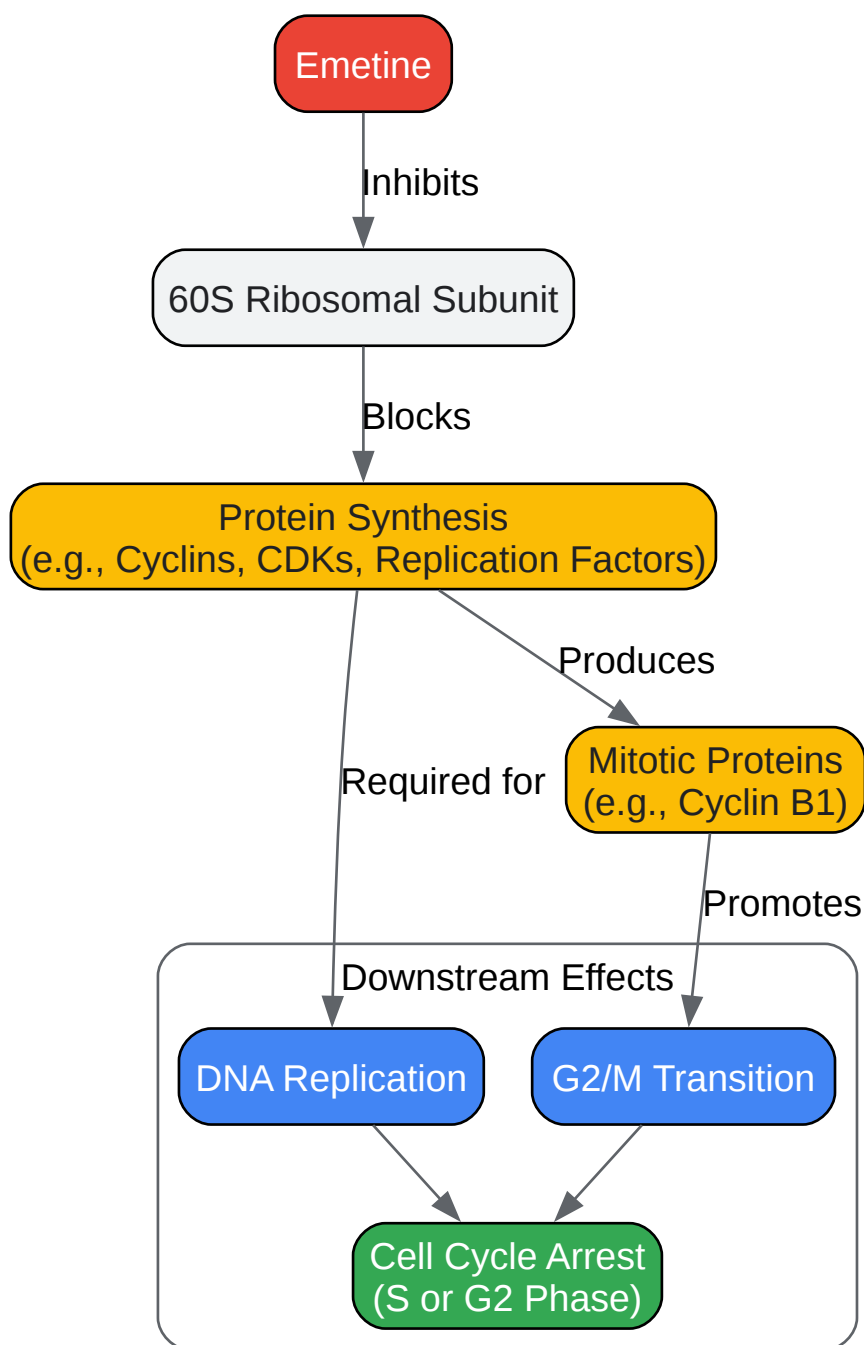 Emetine
Inhibits
60S Ribosomal Subunit
Blocks
Protein Synthesis
(e.g., Cyclins, CDKs, Replication Factors)
Produces
Required for
Mitotic Proteins
(e.g., Cyclin B1)
Promotes
Downstream Effects
DNA Replication
G2/M Transition
Cell Cycle Arrest
(S or G2 Phase)